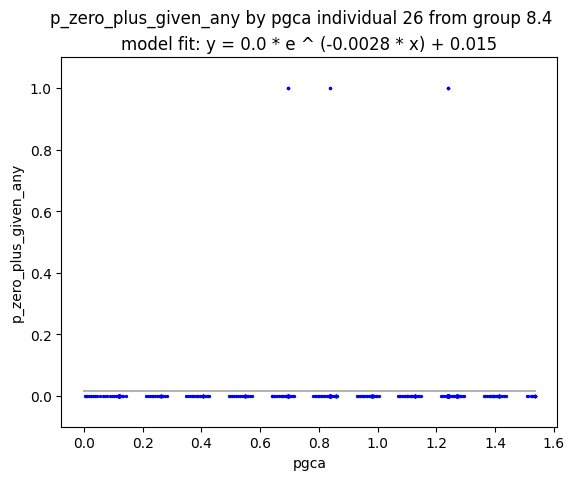 p_zero_plus_given_any by pgca individual 26 from group 8.4
model fit: y = 0.0 * e ^ (-0.0028 * x) + 0.015
1.0
0.8
0.6
0.4
0.2
0.0
p_zero_plus_given_any
0.0 0.2 0.4 0.6 0.8 1.0 1.2 1.4 1.6
pgca